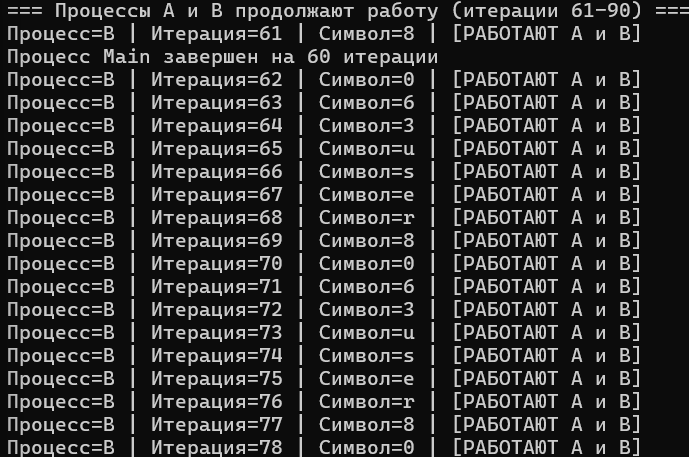 === Процессы A и B продолжают работу (итерации 61-90) ===
Процесс=B | Итерация=61 | Символ=8 | [РАБОТАЮТ A и B]
Процесс Main завершен на 60 итерации
Процесс=B | Итерация=62 | Символ=0 | [РАБОТАЮТ A и B]
Процесс=B | Итерация=63 | Символ=6 | [РАБОТАЮТ A и B]
Процесс=B | Итерация=64 | Символ=3 | [РАБОТАЮТ A и B]
Процесс=B | Итерация=65 | Символ=u | [РАБОТАЮТ A и B]
Процесс=B | Итерация=66 | Символ=s | [РАБОТАЮТ A и B]
Процесс=B | Итерация=67 | Символ=e | [РАБОТАЮТ A и B]
Процесс=B | Итерация=68 | Символ=r | [РАБОТАЮТ A и B]
Процесс=B | Итерация=69 | Символ=8 | [РАБОТАЮТ A и B]
Процесс=B | Итерация=70 | Символ=0 | [РАБОТАЮТ A и B]
Процесс=B | Итерация=71 | Символ=6 | [РАБОТАЮТ A и B]
Процесс=B | Итерация=72 | Символ=3 | [РАБОТАЮТ A и B]
Процесс=B | Итерация=73 | Символ=u | [РАБОТАЮТ A и B]
Процесс=B | Итерация=74 | Символ=s | [РАБОТАЮТ A и B]
Процесс=B | Итерация=75 | Символ=e | [РАБОТАЮТ A и B]
Процесс=B | Итерация=76 | Символ=r | [РАБОТАЮТ A и B]
Процесс=B | Итерация=77 | Символ=8 | [РАБОТАЮТ A и B]
Процесс=B | Итерация=78 | Символ=0 | [РАБОТАЮТ A и B]